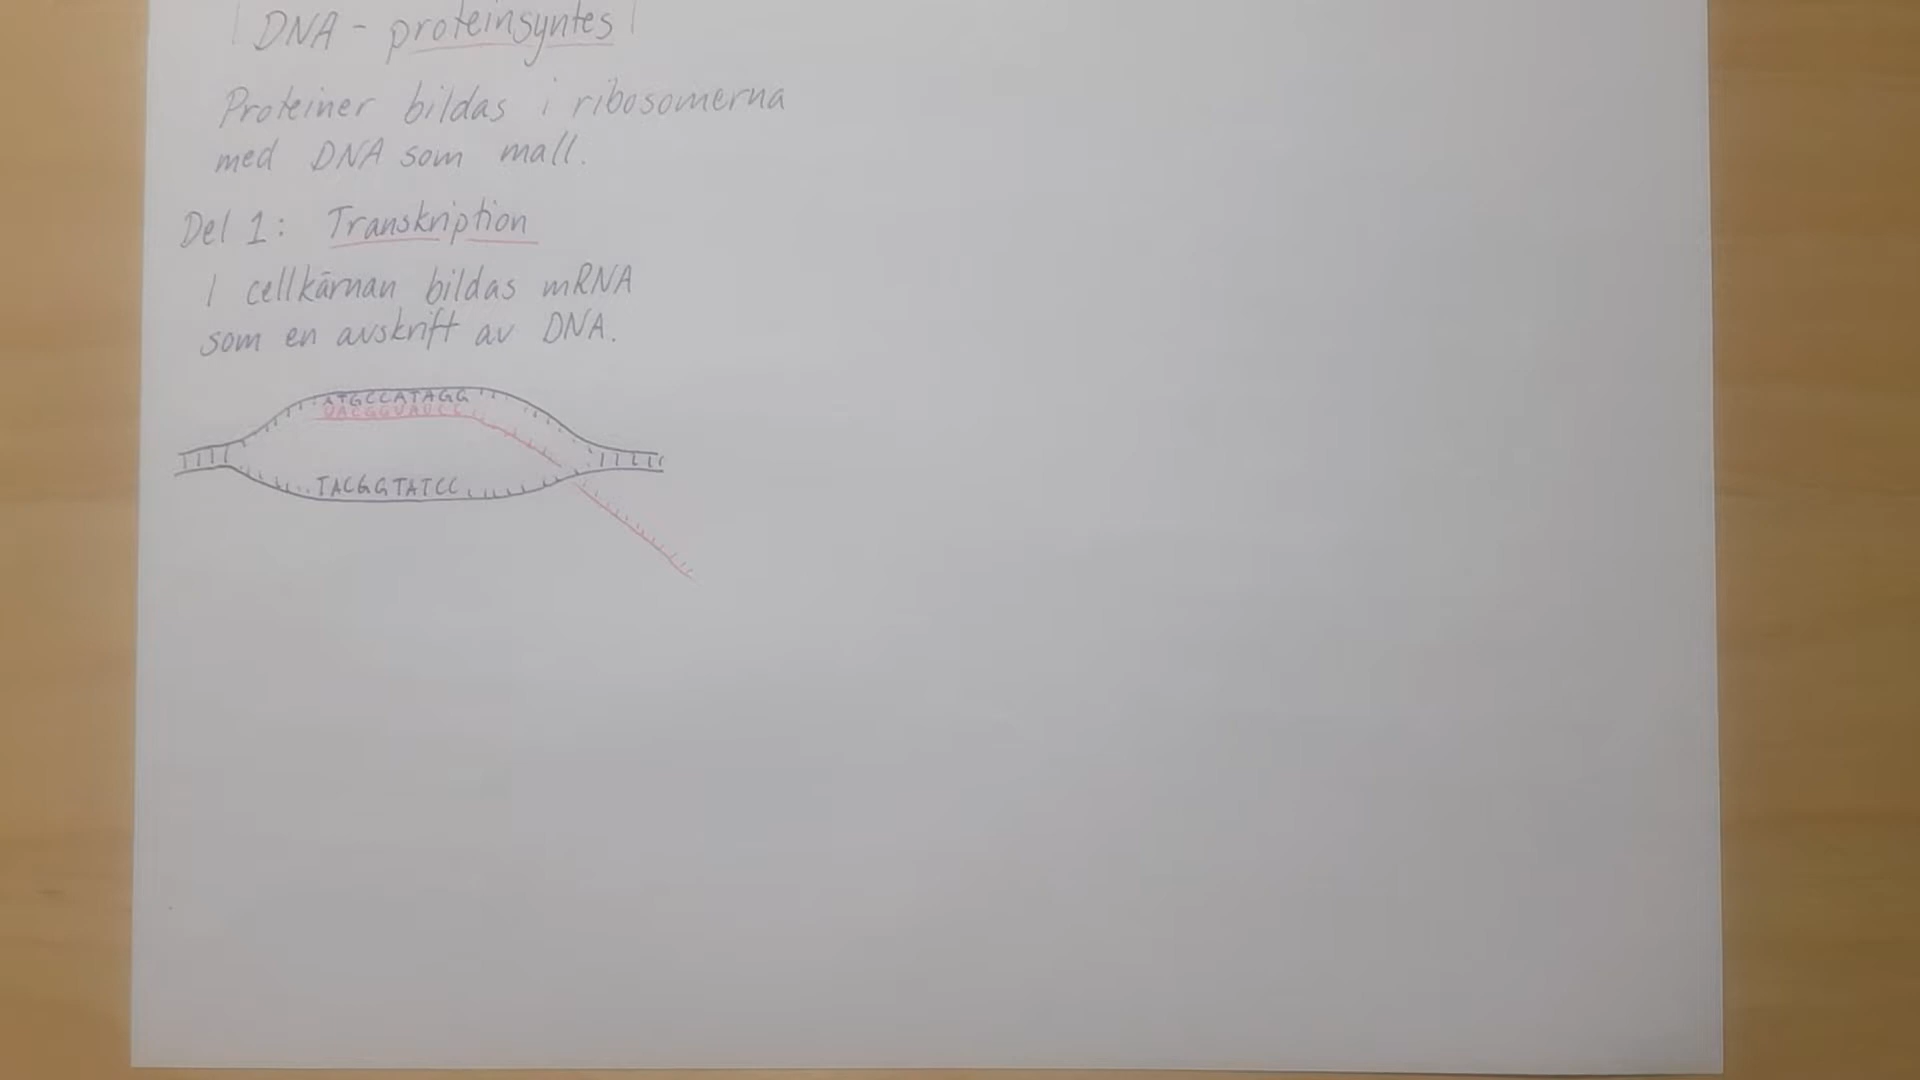 DNA - proteinsyntes
Proteiner bildas i ribosomerna
med DNA som mall.
Del 1: Transkription
I cellkärnan bildas mRNA
som en avskrift av DNA.
ATGCCATAGG
UACGGUAUCC
TACGGTATCC